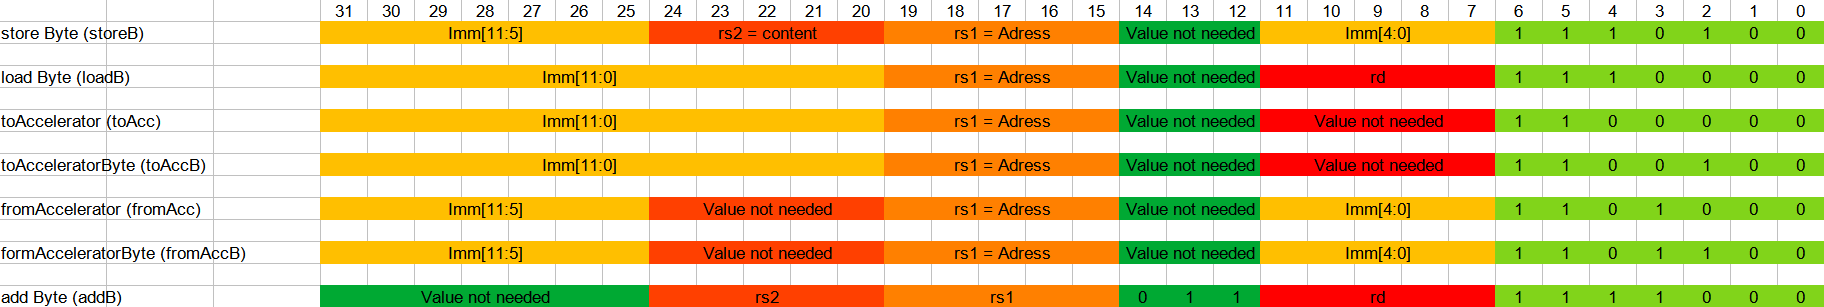 31 30 29 28 27 26 25 24 23 22 21 20 19 18 17 16 15 14 13 12 11 10 9 8 7 6 5 4 3 2 1 0
store Byte (storeB) Imm[11:5] rs2 = content rs1 = Adress Value not needed Imm[4:0] 1 1 1 0 1 0 0
load Byte (loadB) Imm[11:0] rs1 = Adress Value not needed rd 1 1 1 0 0 0 0
toAccelerator (toAcc) Imm[11:0] rs1 = Adress Value not needed Value not needed 1 1 0 0 0 0 0
toAcceleratorByte (toAccB) Imm[11:0] rs1 = Adress Value not needed Value not needed 1 1 0 0 1 0 0
fromAccelerator (fromAcc) Imm[11:5] Value not needed rs1 = Adress Value not needed Imm[4:0] 1 1 0 1 0 0 0
formAcceleratorByte (fromAccB) Imm[11:5] Value not needed rs1 = Adress Value not needed Imm[4:0] 1 1 0 1 1 0 0
add Byte (addB) Value not needed rs2 rs1 0 1 1 rd 1 1 1 1 0 0 0